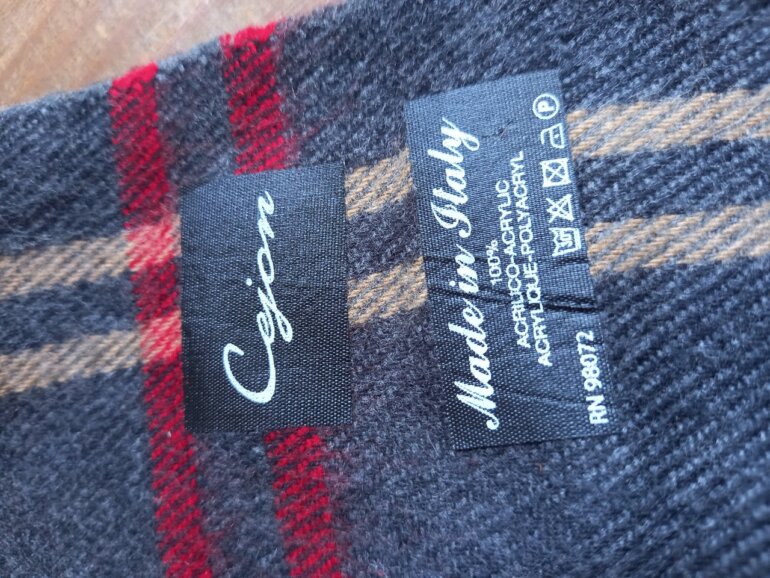 Cejon
Made in Italy
100%
ACRILICO-ACRYLIC
ACRYLIQUE-POLYACRYL
P
RN 98072